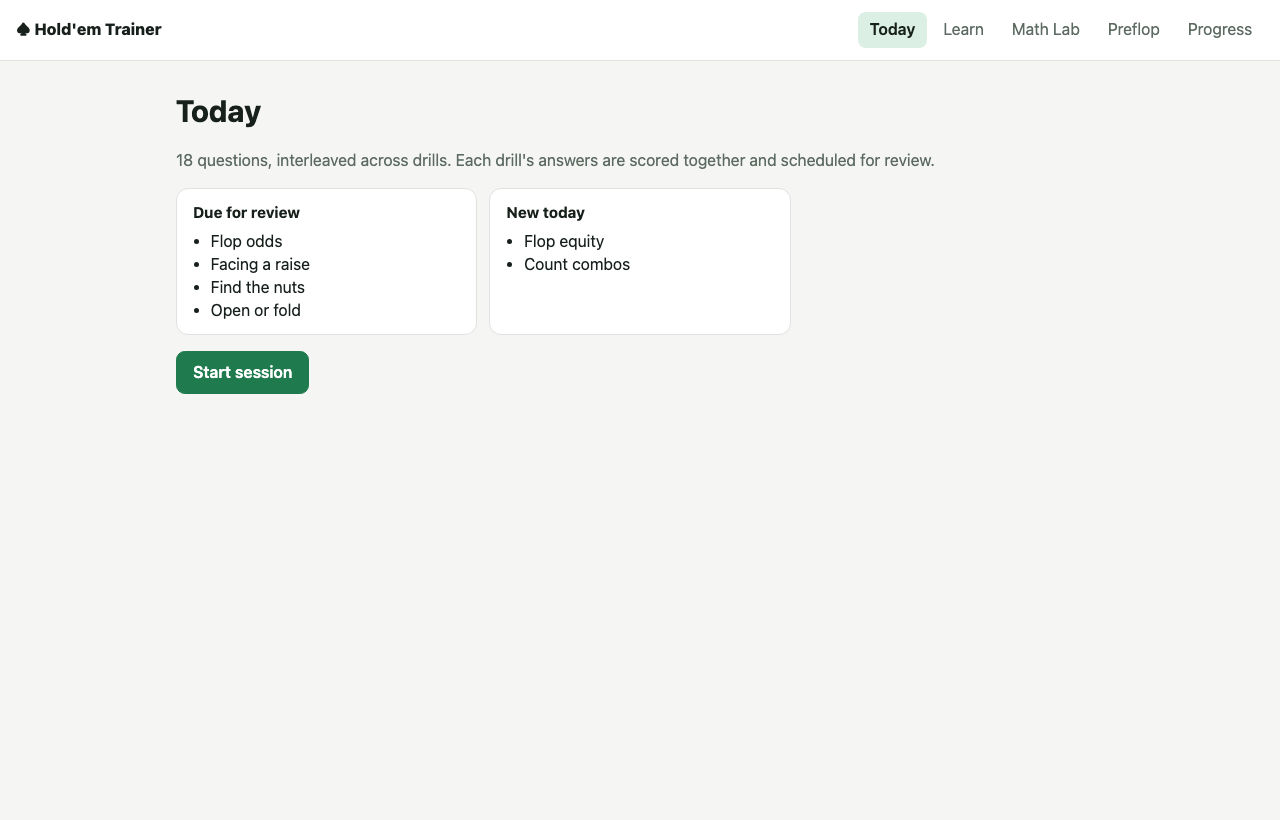 ♠ Hold'em Trainer
Today
Learn
Math Lab
Preflop
Progress
Today
18 questions, interleaved across drills. Each drill's answers are scored together and scheduled for review.
Due for review
• Flop odds
• Facing a raise
• Find the nuts
• Open or fold
New today
• Flop equity
• Count combos
Start session